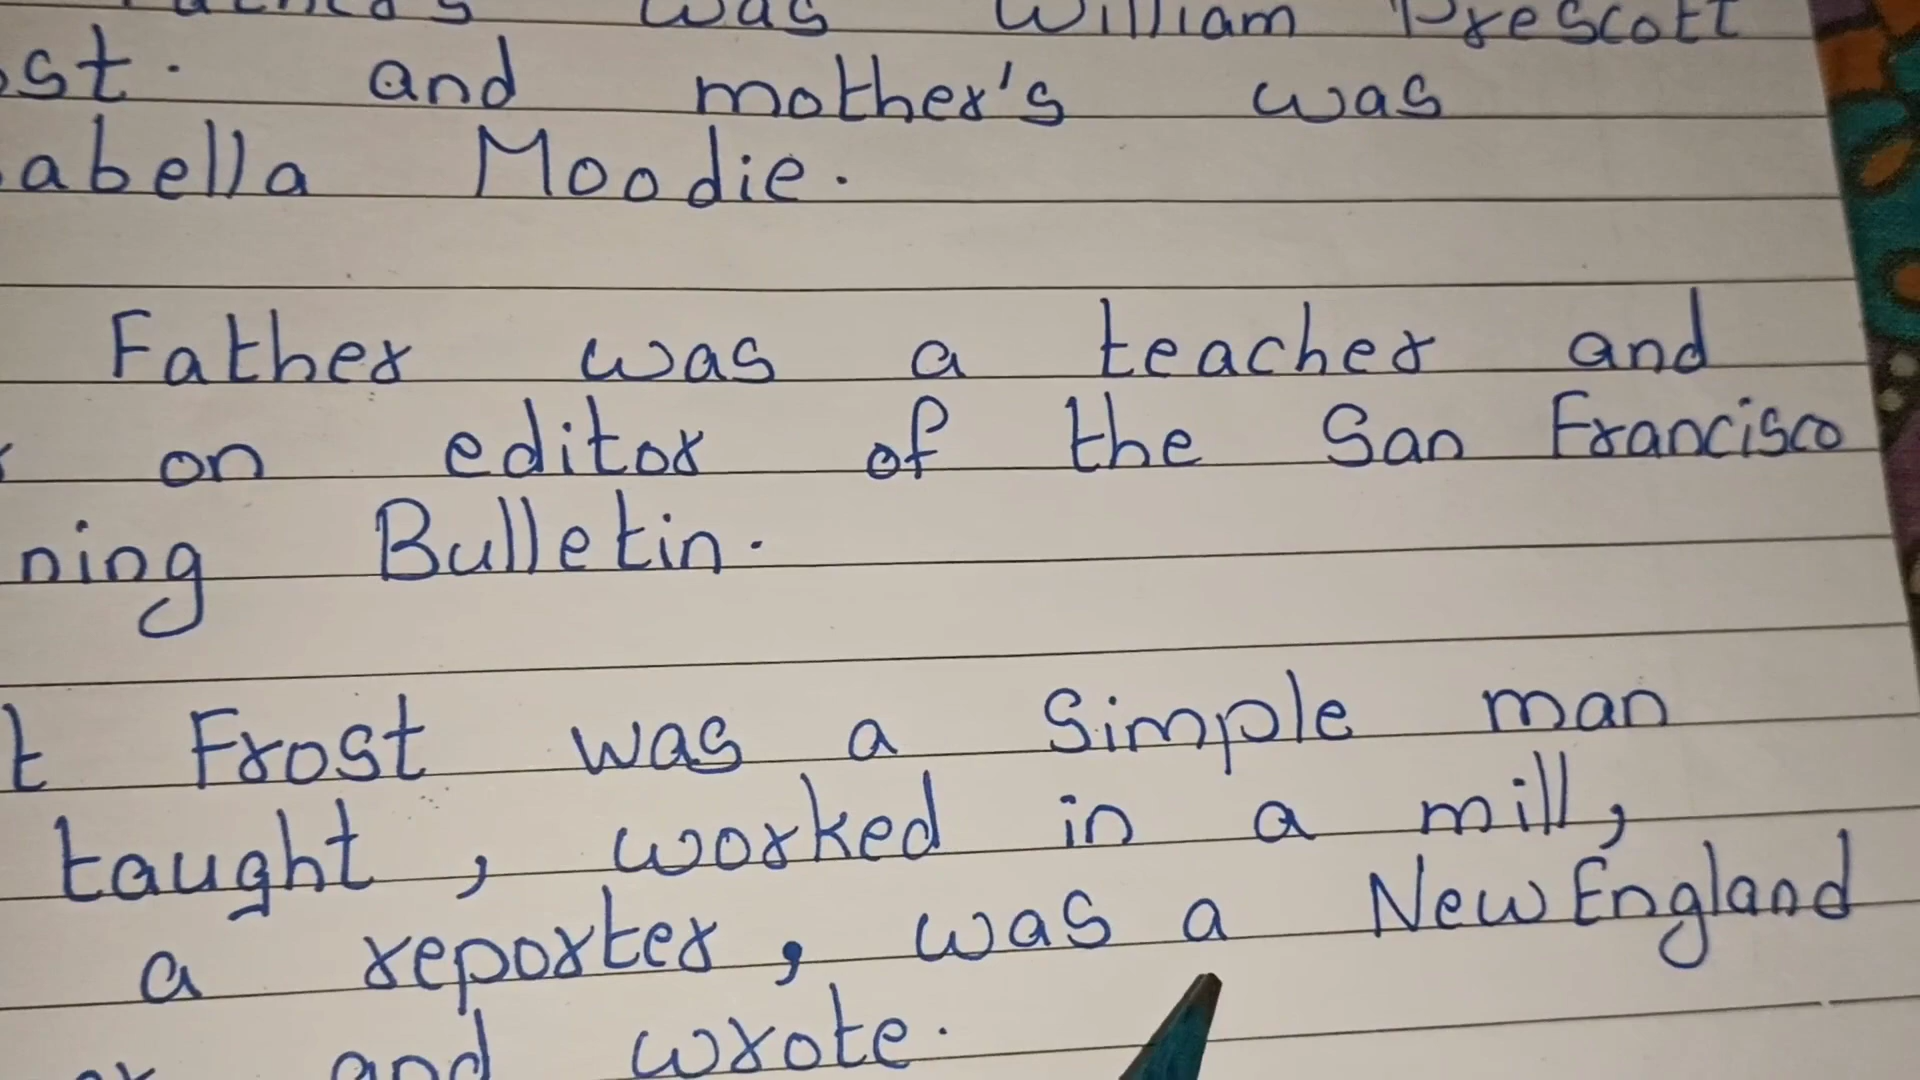 was William Prescott
st. and mother's was
abella Moodie.
Father was a teacher and
on editor of the San Francisco
ning Bulletin.
t Frost was a Simple man
taught, worked in a mill,
a reporter, was a New England
and wrote.